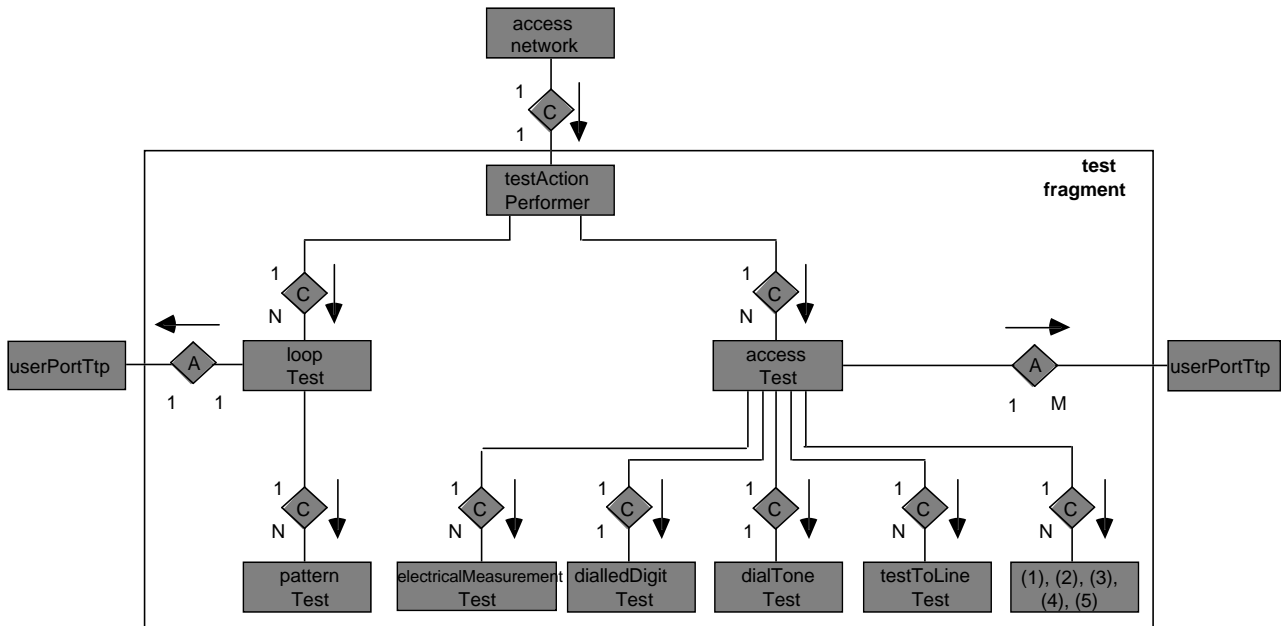 access
network
1
C
1
testAction
Performer
test
fragment
1
C
N
1
C
N
userPortTtp
A
1 1
loop
Test
access
Test
A
1 M
userPortTtp
1
C
N
1
C
N
1
C
1
1
C
1
1
C
N
1
C
N
pattern
Test
electricalMeasurement
Test
dialledDigit
Test
dialTone
Test
testToLine
Test
(1), (2), (3),
(4), (5)